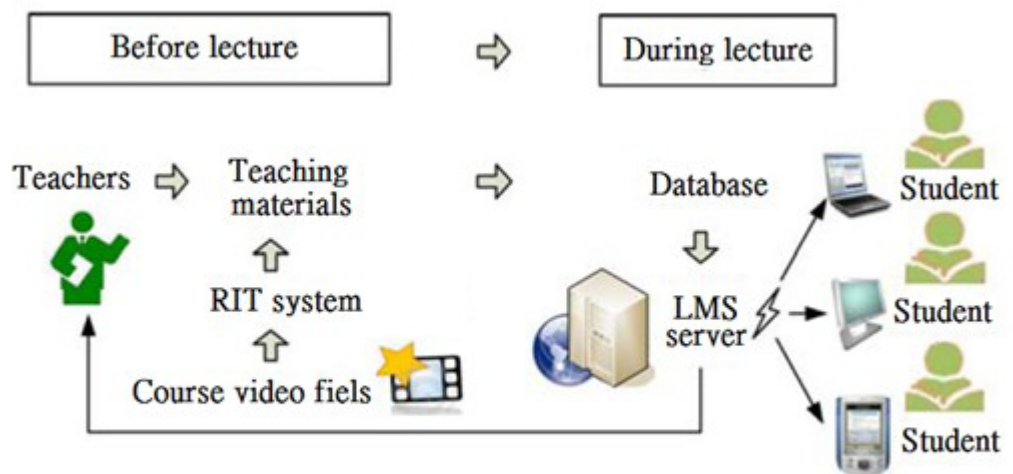 Before lecture
During lecture
Teachers
Teaching
materials
Database
Student
RIT system
LMS
server
Student
Course video fiels
Student